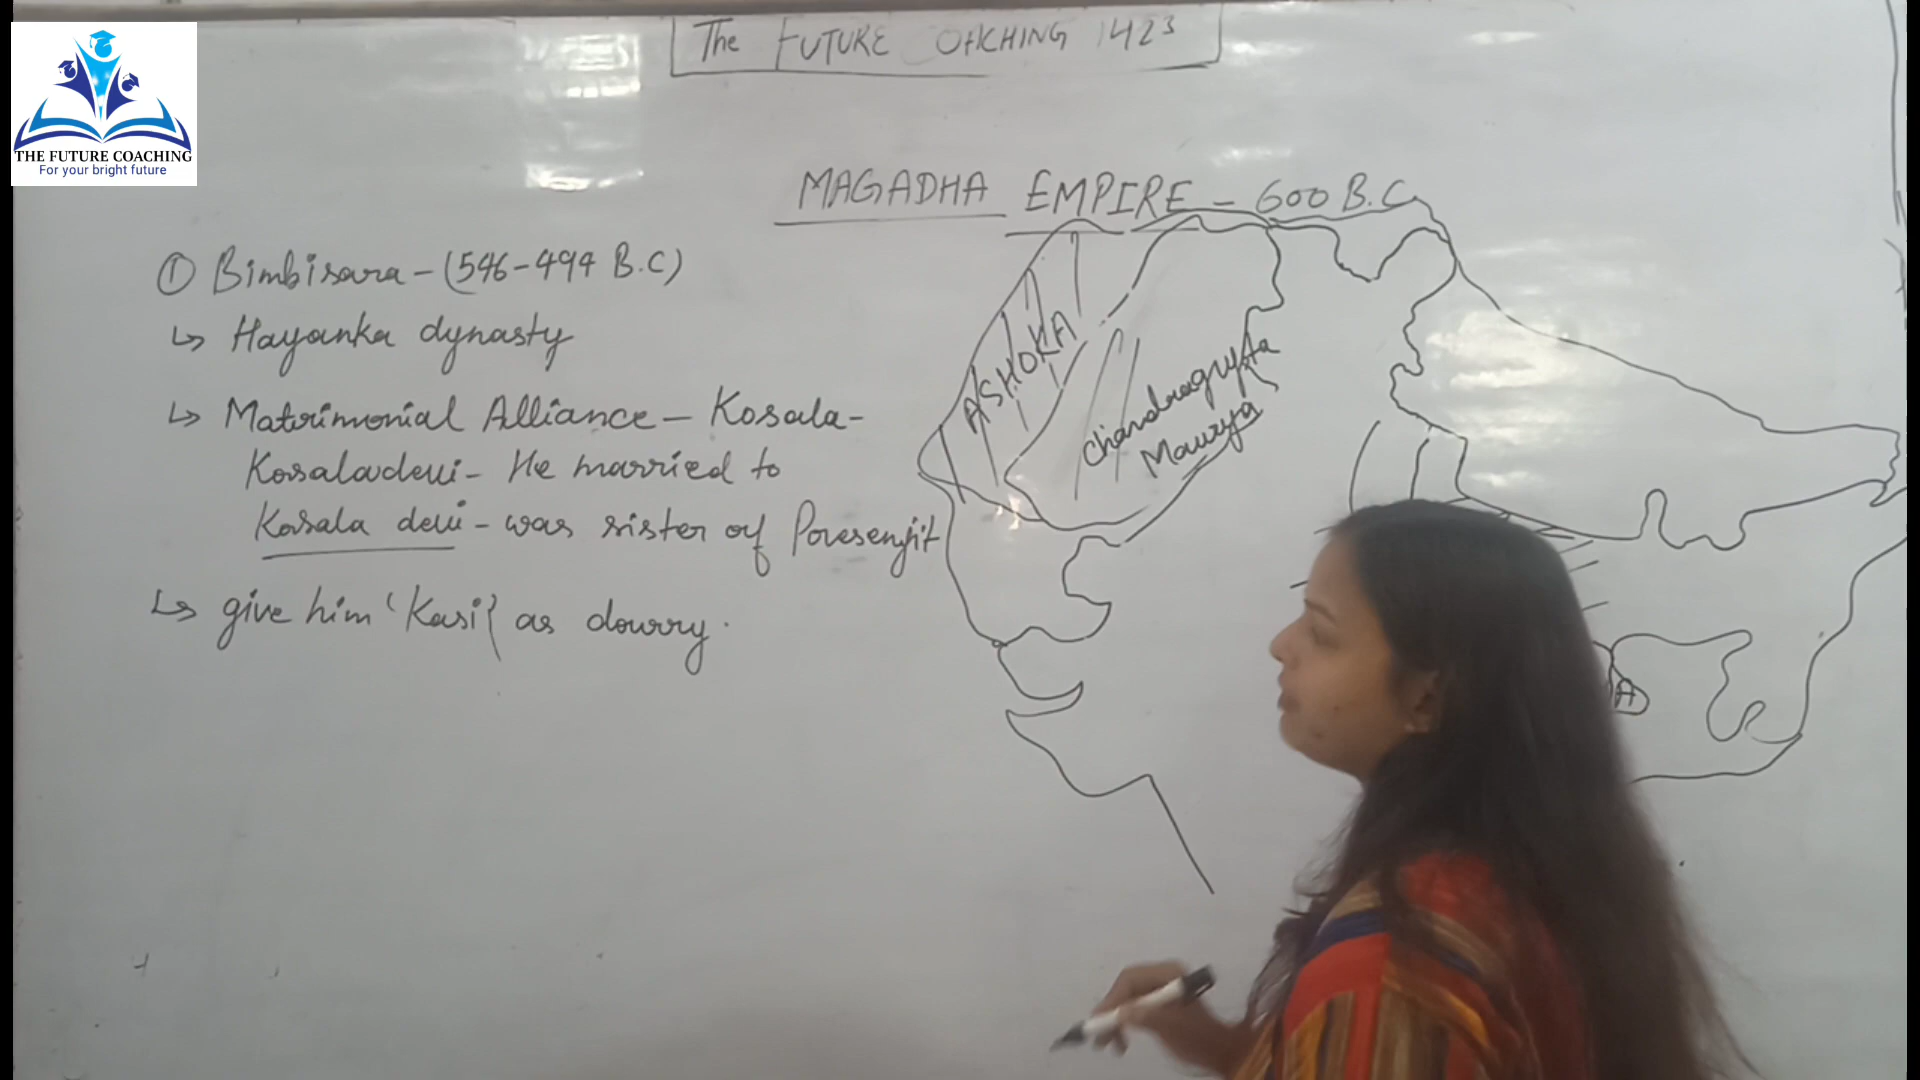 THE FUTURE COACHING
For your bright future
The FUTURE COACHING 1423
MAGADHA EMPIRE - 600 B.C
① Bimbisara - (546-494 B.C)
↳ Hayanka dynasty
↳ Matrimonial Alliance - Kosala-
Kosaladevi - He married to
Kosala devi - was sister of Presenjit
↳ give him 'Kasi' as dowry.
ASHOKA
Chandragupta
Maurya
A